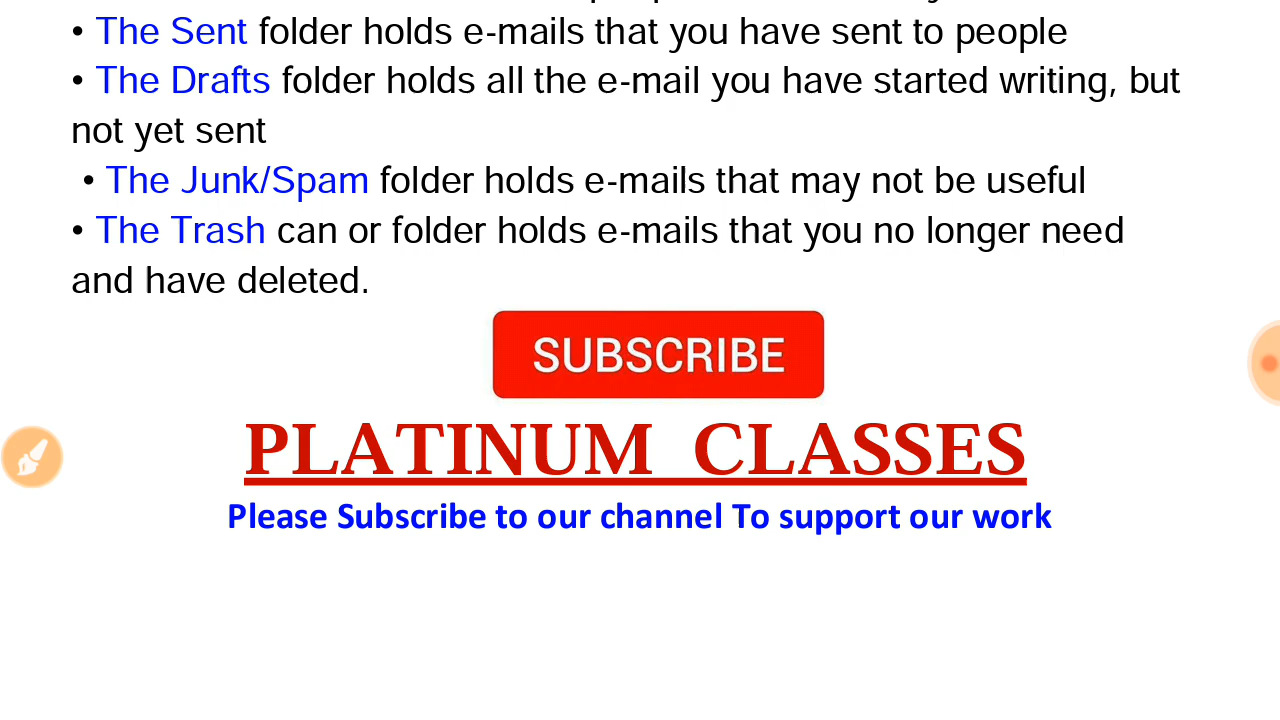 • The Sent folder holds e-mails that you have sent to people
• The Drafts folder holds all the e-mail you have started writing, but
not yet sent
• The Junk/Spam folder holds e-mails that may not be useful
• The Trash can or folder holds e-mails that you no longer need
and have deleted.
SUBSCRIBE
PLATINUM CLASSES
Please Subscribe to our channel To support our work